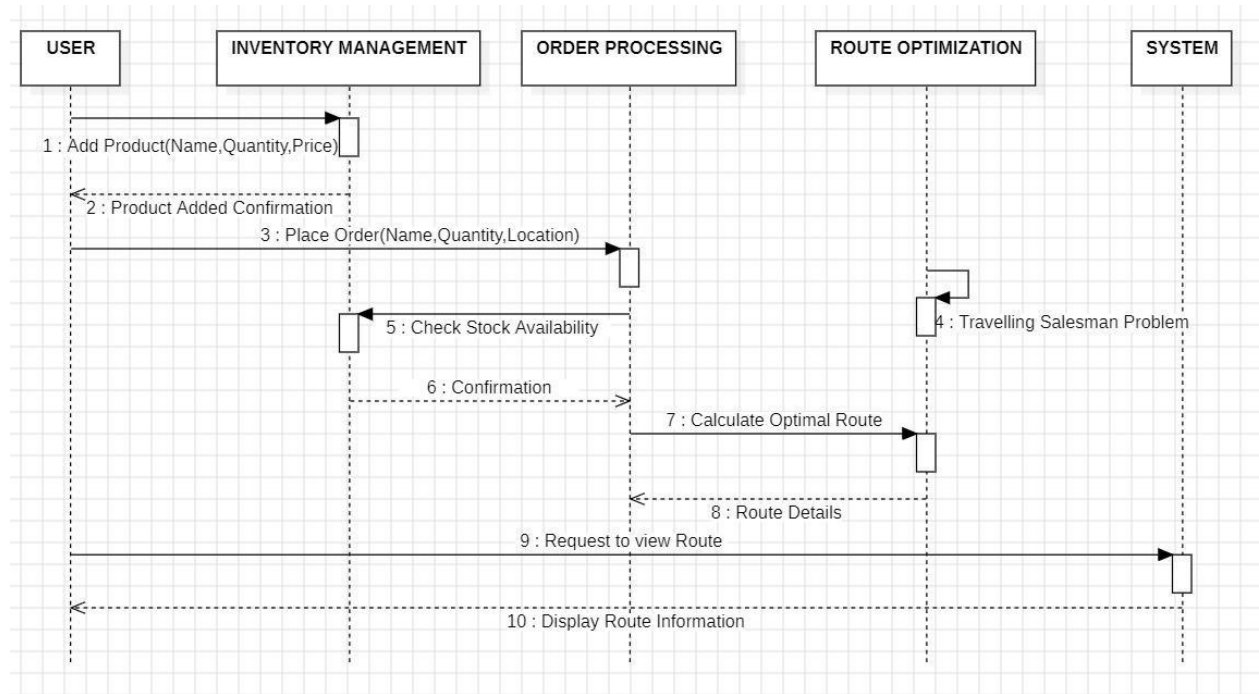 USER
INVENTORY MANAGEMENT
ORDER PROCESSING
ROUTE OPTIMIZATION
SYSTEM
1 : Add Product(Name,Quantity,Price)
2 : Product Added Confirmation
3 : Place Order(Name,Quantity,Location)
4 : Travelling Salesman Problem
5 : Check Stock Availability
6 : Confirmation
7 : Calculate Optimal Route
8 : Route Details
9 : Request to view Route
10 : Display Route Information